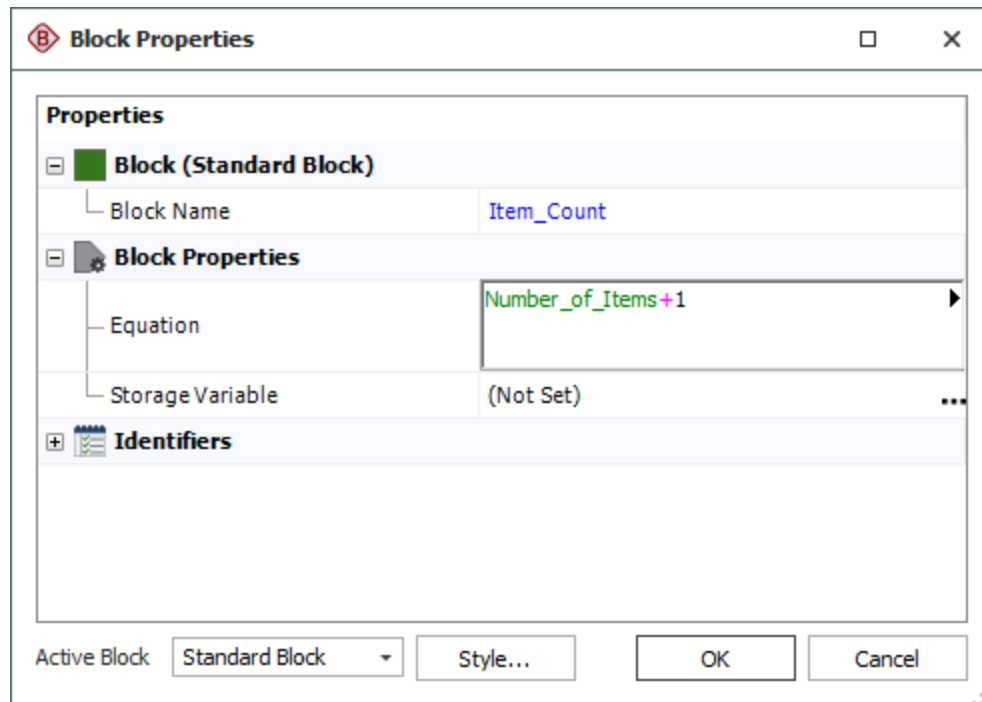 B Block Properties
Properties
Block (Standard Block)
Block Name Item_Count
Block Properties
Equation Number_of_Items+1
Storage Variable (Not Set) ...
Identifiers
Active Block Standard Block Style... OK Cancel